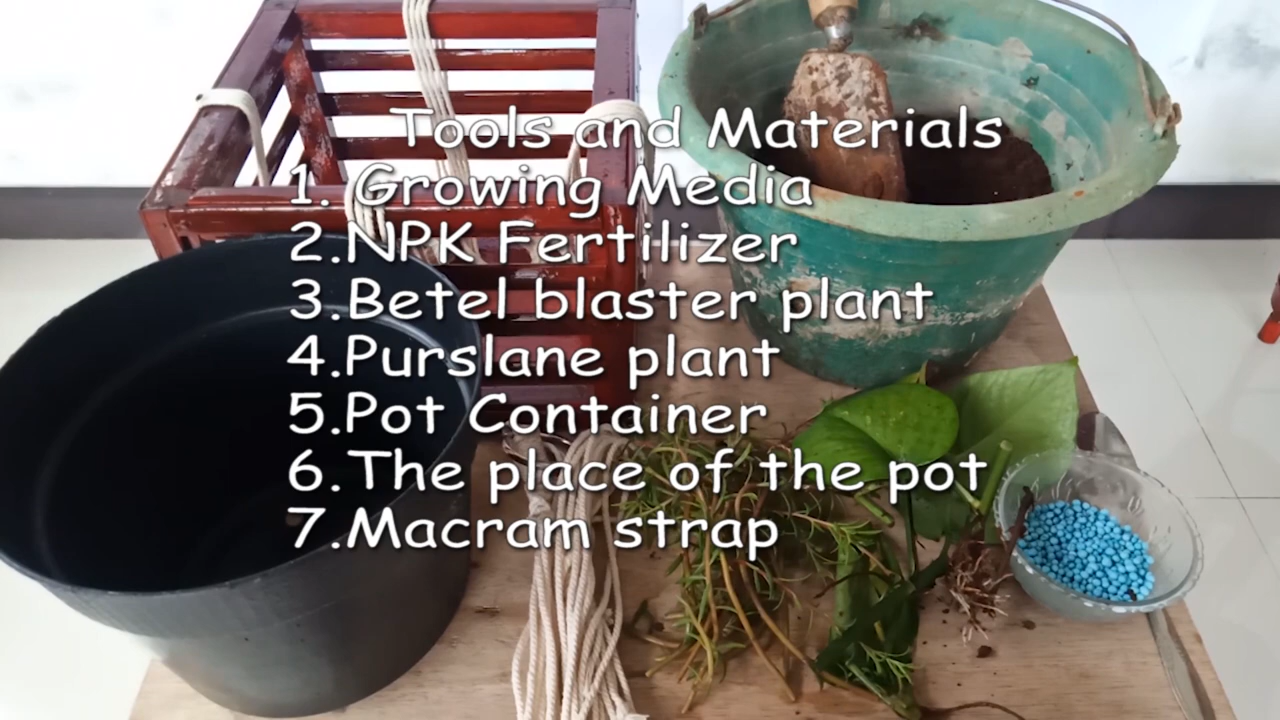 Tools and Materials
1. Growing Media
2.NPK Fertilizer
3.Betel blaster plant
4.Purslane plant
5.Pot Container
6.The place of the pot
7.Macram strap